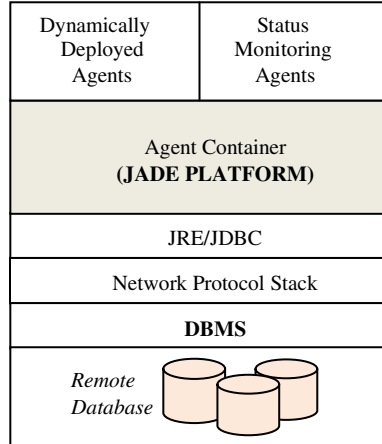 Dynamically
Deployed
Agents
Status
Monitoring
Agents
Agent Container
(JADE PLATFORM)
JRE/JDBC
Network Protocol Stack
DBMS
Remote
Database